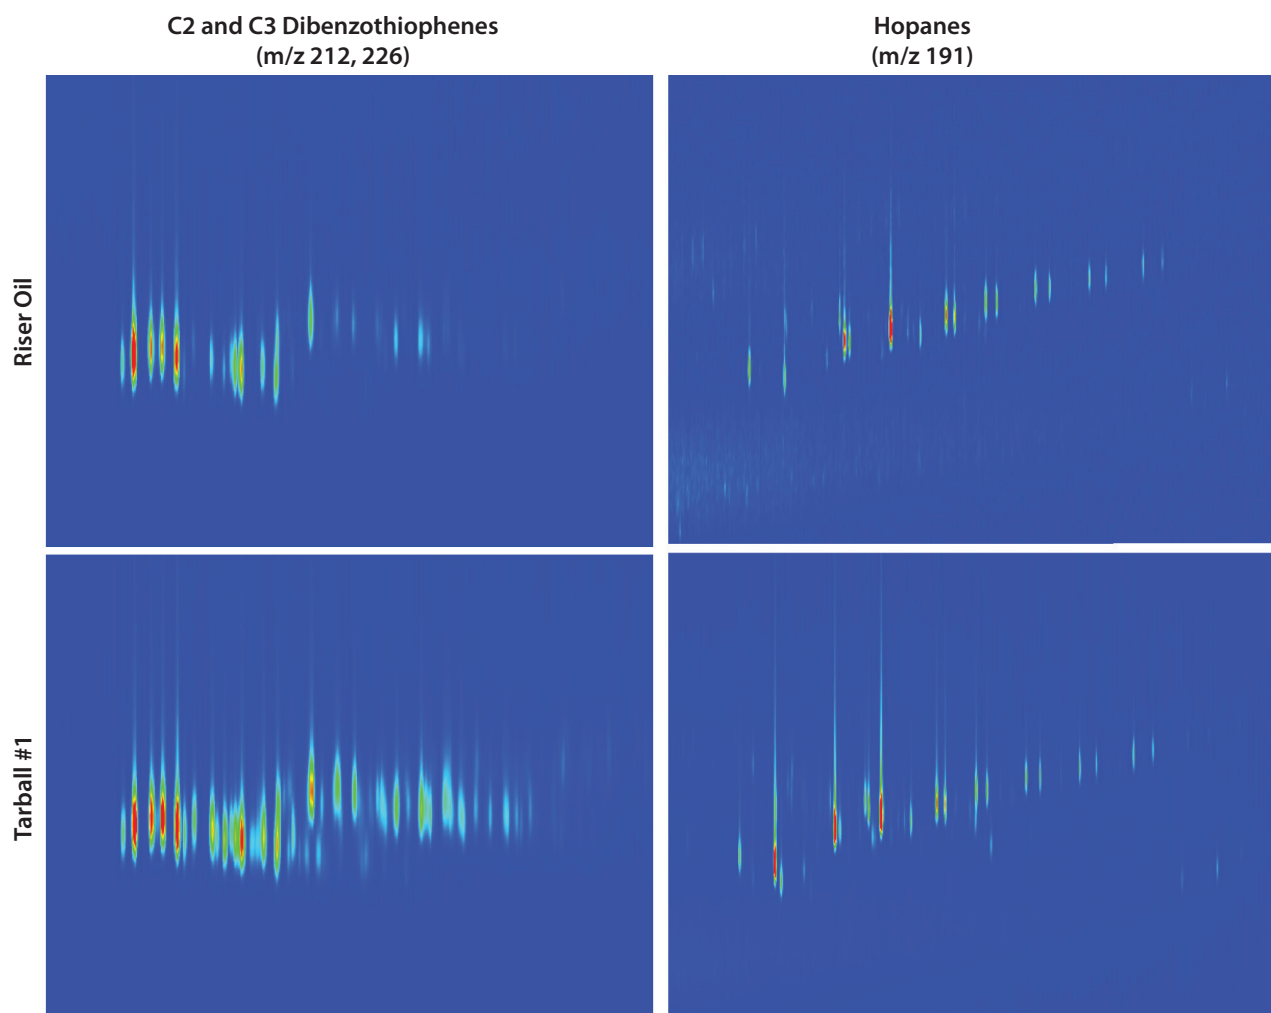 C2 and C3 Dibenzothiophenes
(m/z 212, 226)
Hopanes
(m/z 191)
Riser Oil
Tarball #1